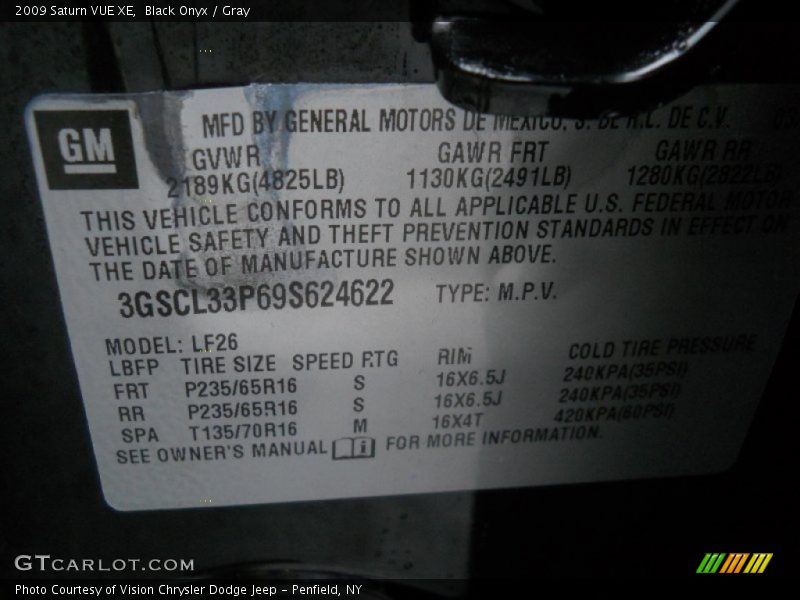 2009 Saturn VUE XE,  Black Onyx / Gray
GM
MFD BY GENERAL MOTORS DE MEXICO, S. DE R.L. DE C.V.
GVWR GAWR FRT GAWR RR
2189KG(4825LB) 1130KG(2491LB) 1280KG(2822LB)
THIS VEHICLE CONFORMS TO ALL APPLICABLE U.S. FEDERAL MOTOR
VEHICLE SAFETY AND THEFT PREVENTION STANDARDS IN EFFECT ON
THE DATE OF MANUFACTURE SHOWN ABOVE.
3GSCL33P69S624622 TYPE: M.P.V.
MODEL: LF26
LBFP TIRE SIZE SPEED RTG RIM COLD TIRE PRESSURE
FRT P235/65R16 S 16X6.5J 240KPA(35PSI)
RR P235/65R16 S 16X6.5J 240KPA(35PSI)
SPA T135/70R16 M 16X4T 420KPA(60PSI)
SEE OWNER'S MANUAL FOR MORE INFORMATION.
GTcarlot.com
Photo Courtesy of Vision Chrysler Dodge Jeep – Penfield, NY